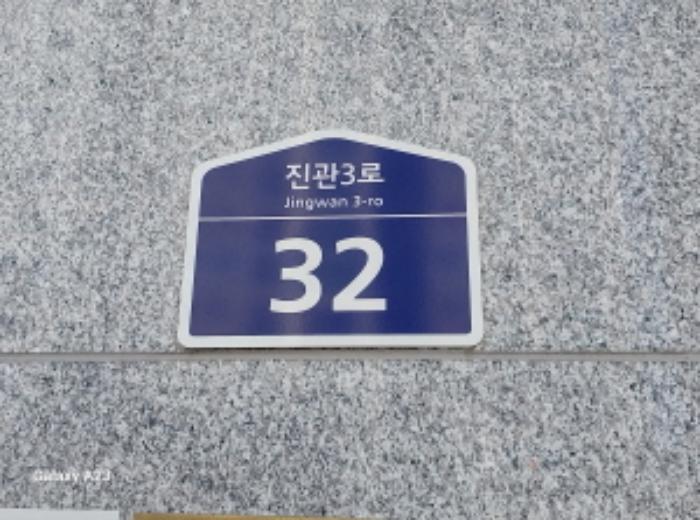 진관3로
Jingwan 3-ro
32
Galaxy A23